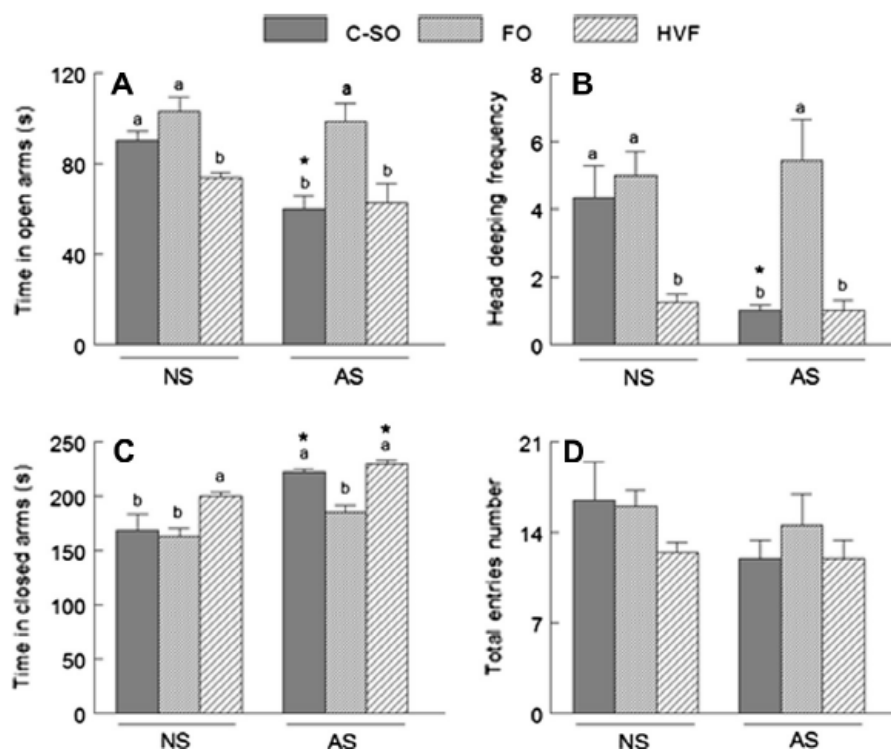 C-SO FO HVF
A
Time in open arms (s)
120
80
40
0
a a b
* b a b
NS AS
B
Head deeping frequency
8
6
4
2
0
a a b
* b a b
NS AS
C
Time in closed arms (s)
250
200
150
100
50
0
b b a
* a b * a
NS AS
D
Total entries number
21
14
7
0
NS AS